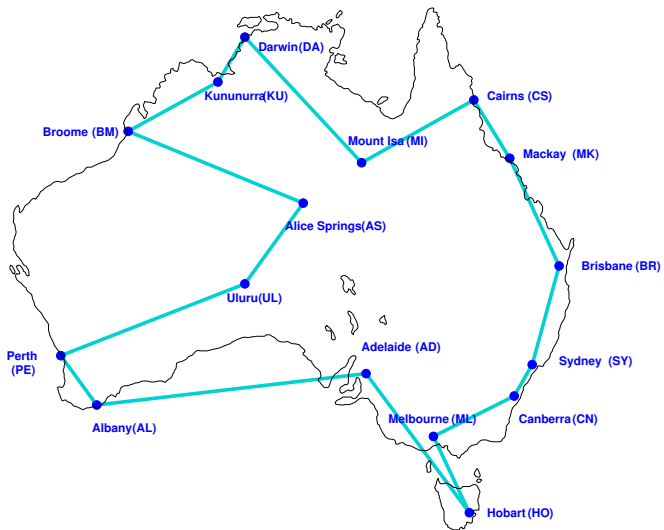 Darwin (DA)
Kununurra(KU)
Cairns (CS)
Broome (BM)
Mount Isa (MI)
Mackay (MK)
Alice Springs(AS)
Brisbane (BR)
Uluru(UL)
Perth
(PE)
Adelaide (AD)
Sydney (SY)
Albany(AL)
Melbourne (ML)
Canberra(CN)
Hobart (HO)